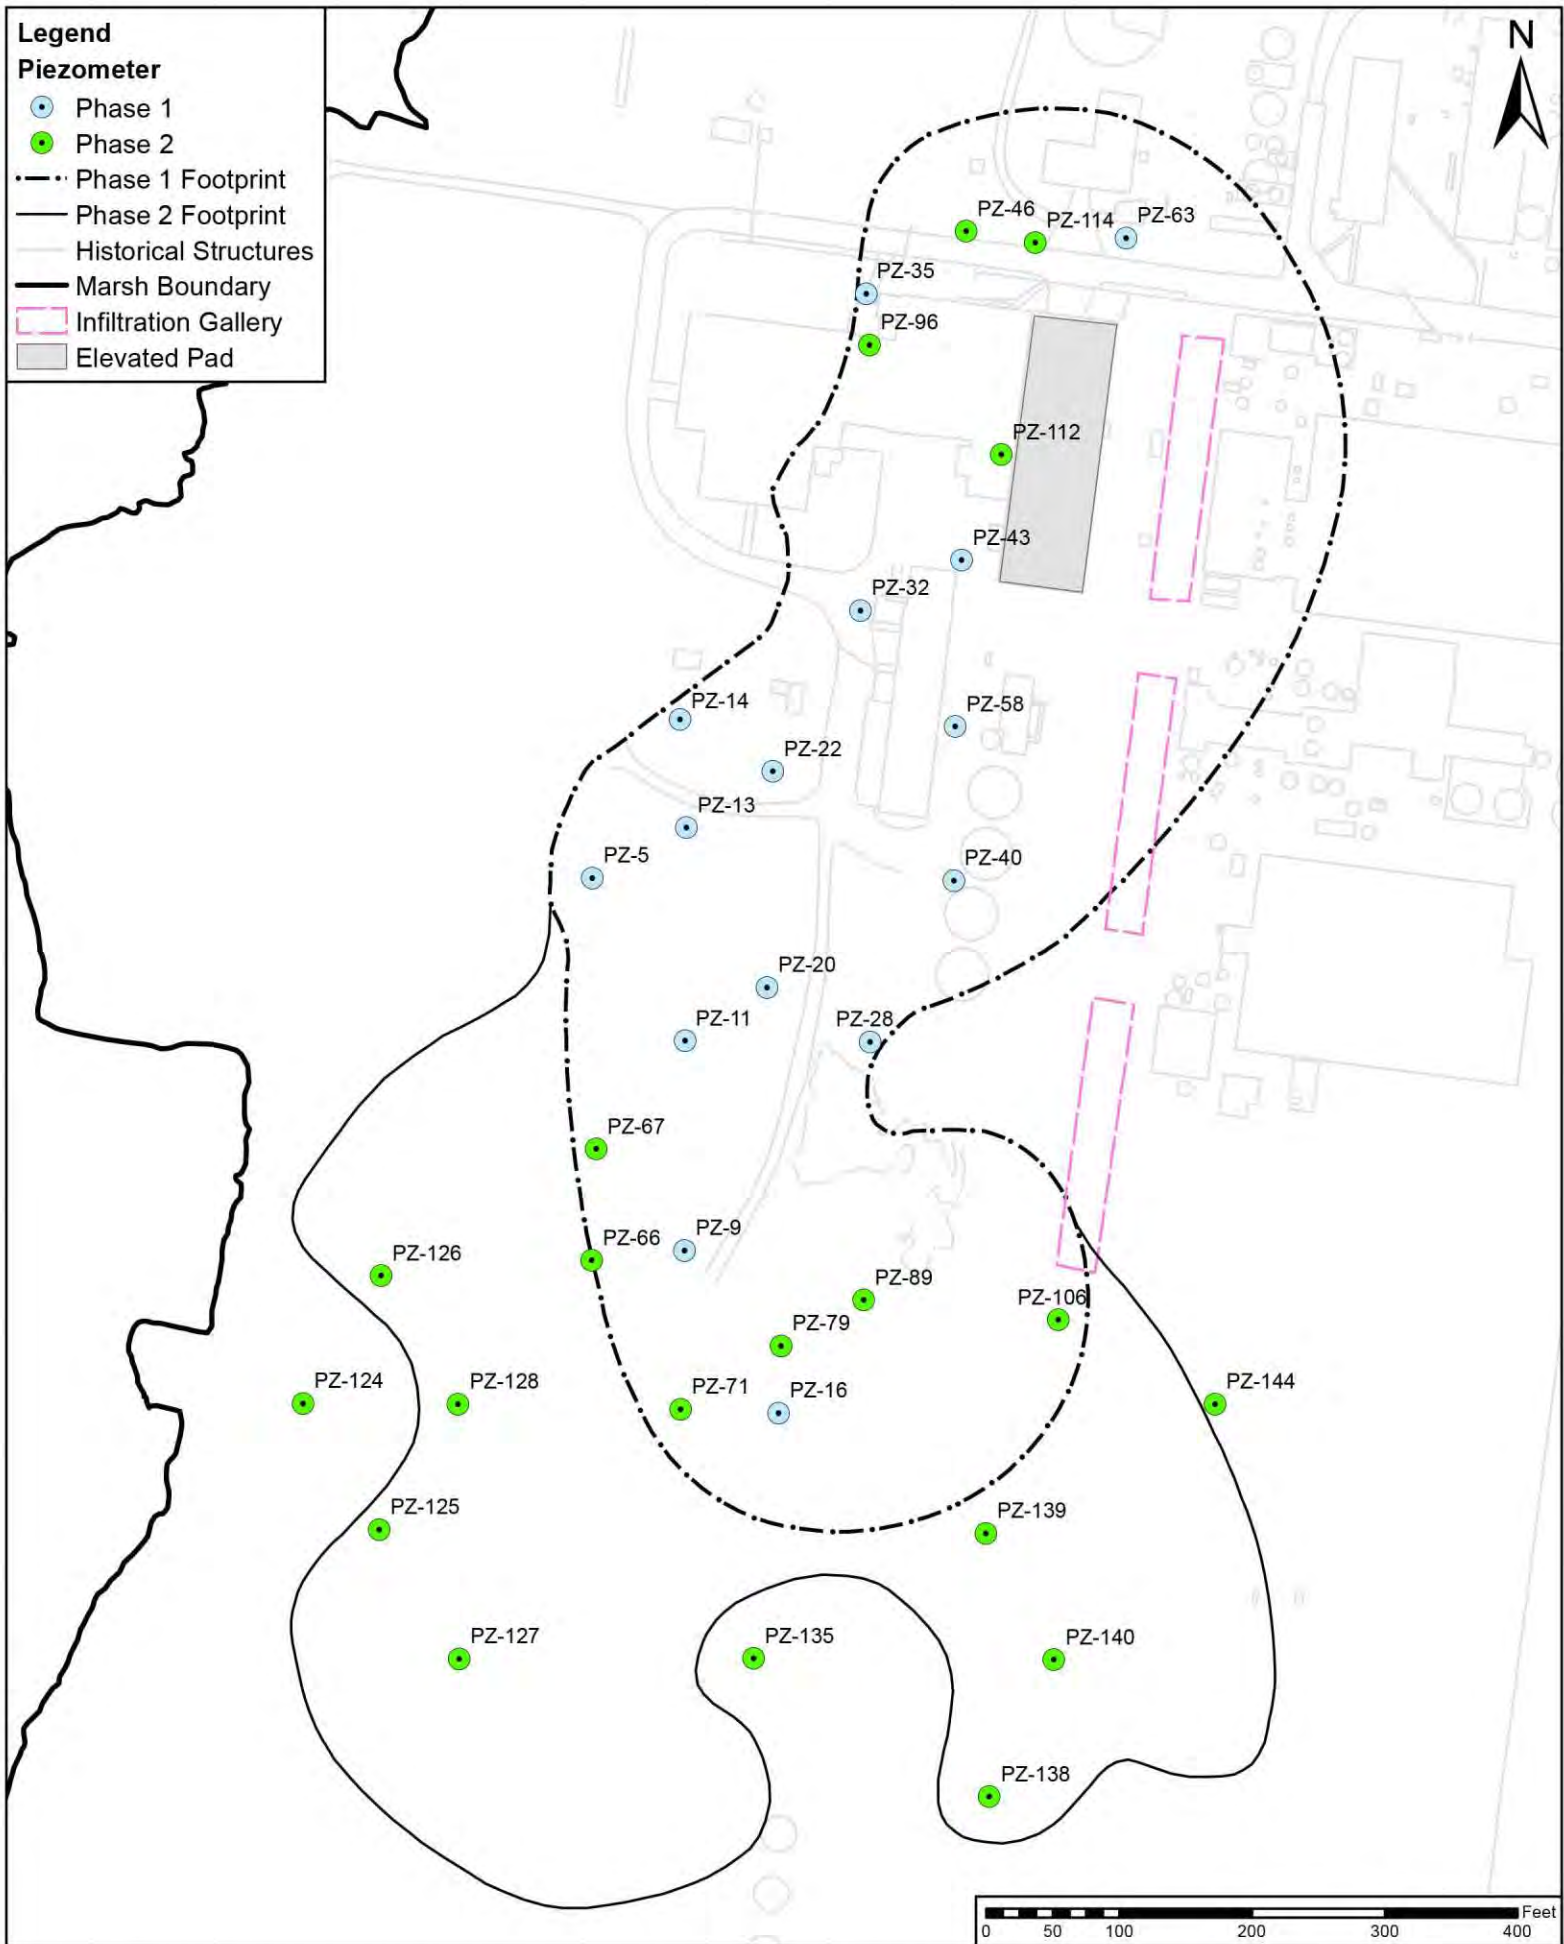 Legend
Piezometer
Phase 1
Phase 2
Phase 1 Footprint
Phase 2 Footprint
Historical Structures
Marsh Boundary
Infiltration Gallery
Elevated Pad
N
PZ-46
PZ-114
PZ-63
PZ-35
PZ-96
PZ-112
PZ-43
PZ-32
PZ-14
PZ-58
PZ-22
PZ-13
PZ-5
PZ-40
PZ-20
PZ-11
PZ-28
PZ-67
PZ-66
PZ-9
PZ-126
PZ-89
PZ-106
PZ-79
PZ-124
PZ-128
PZ-71
PZ-16
PZ-144
PZ-125
PZ-139
PZ-127
PZ-135
PZ-140
PZ-138
Feet
0 50 100 200 300 400